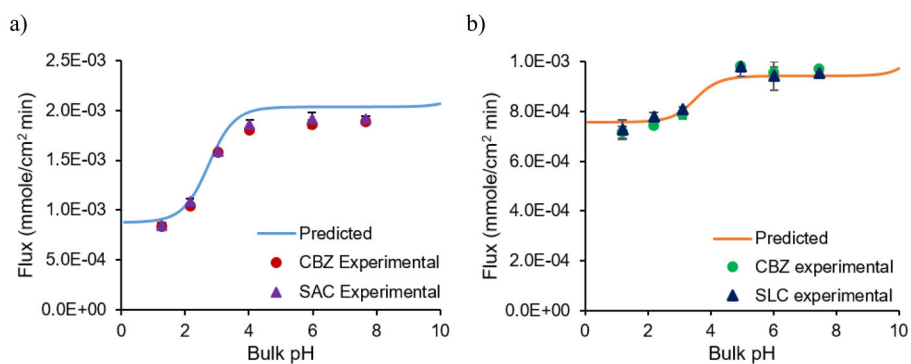 a)
Flux (mmole/cm² min)
2.5E-03
2.0E-03
1.5E-03
1.0E-03
5.0E-04
0.0E+00
0 2 4 6 8 10
Bulk pH
Predicted
CBZ Experimental
SAC Experimental
b)
Flux (mmole/cm² min)
1.0E-03
8.0E-04
6.0E-04
4.0E-04
2.0E-04
0.0E+00
0 2 4 6 8 10
Bulk pH
Predicted
CBZ experimental
SLC experimental